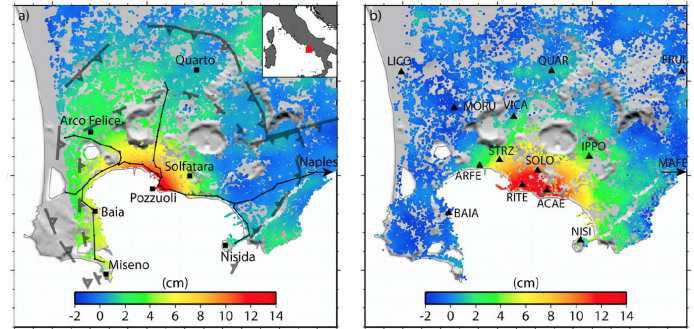 a)
Quarto
Arco Felice
Solfatara
Naples
Pozzuoli
Baia
Nisida
Miseno
(cm)
-2 0 2 4 6 8 10 12 14
b)
LICO
QUAR
FRUL
MORU
VICA
STRZ
IPPO
ARFE
SOLO
MAFE
RITE
ACAE
BAIA
NISI
(cm)
-2 0 2 4 6 8 10 12 14